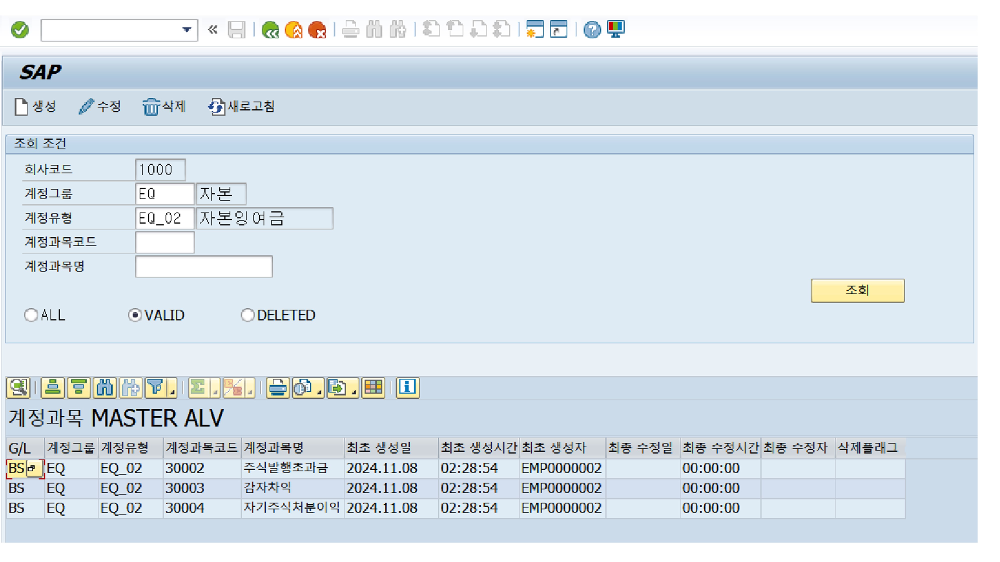 SAP
생성 수정 삭제 새로고침
조회 조건
회사코드 1000
계정그룹 EQ 자본
계정유형 EQ_02 자본잉여금
계정과목코드
계정과목명
조회
ALL VALID DELETED
계정과목 MASTER ALV
G/L 계정그룹 계정유형 계정과목코드 계정과목명 최초 생성일 최초 생성시간 최초 생성자 최종 수정일 최종 수정시간 최종 수정자 삭제플래그
BS EQ EQ_02 30002 주식발행초과금 2024.11.08 02:28:54 EMP0000002 00:00:00
BS EQ EQ_02 30003 감자차익 2024.11.08 02:28:54 EMP0000002 00:00:00
BS EQ EQ_02 30004 자기주식처분이익 2024.11.08 02:28:54 EMP0000002 00:00:00